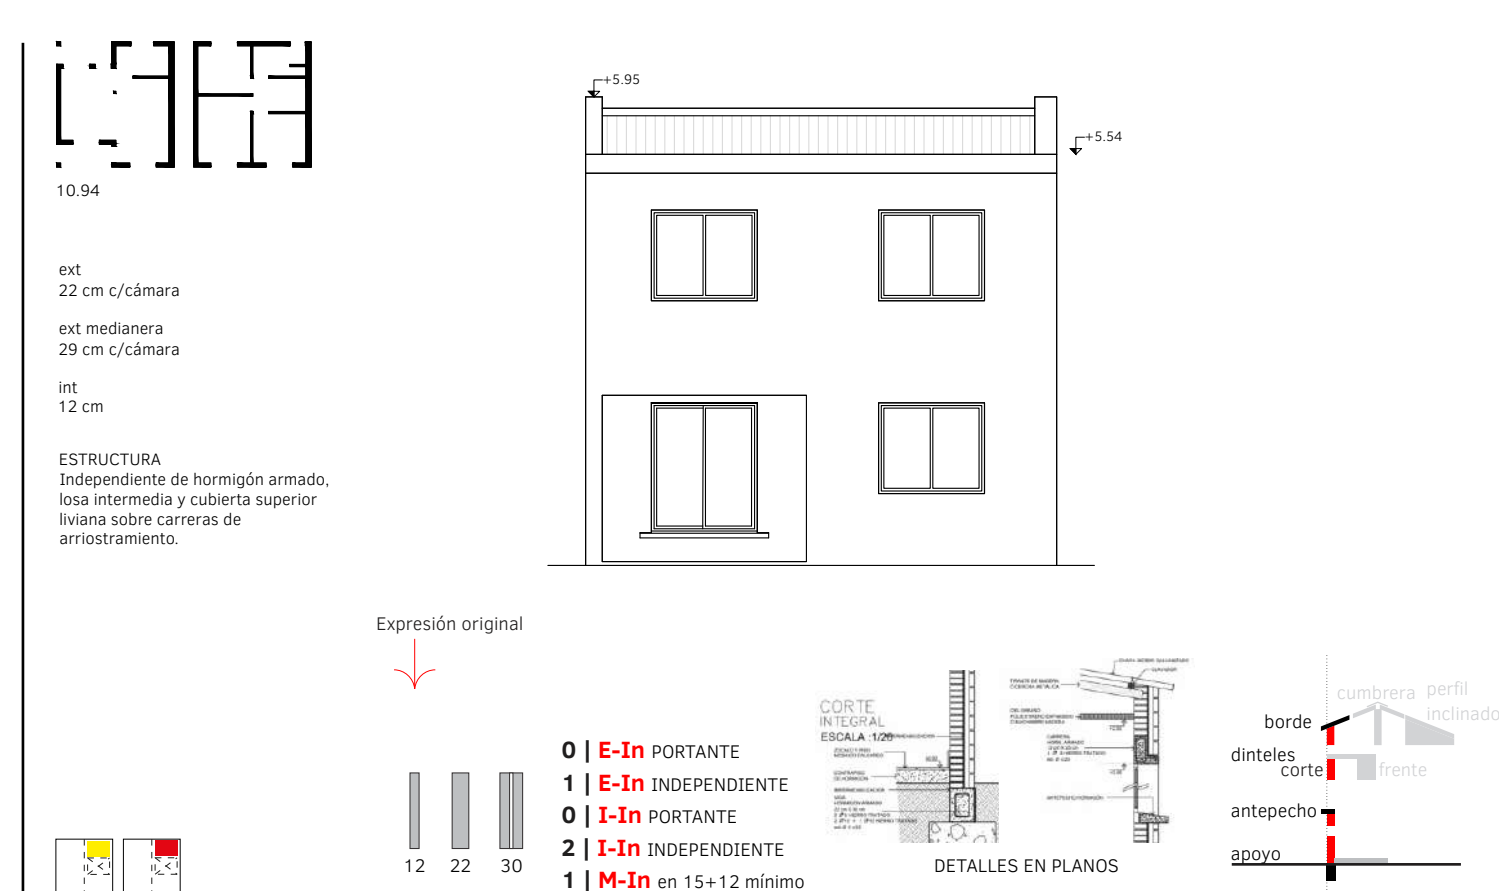 +5.95
+5.54
10.94
ext
22 cm c/cámara
ext medianera
29 cm c/cámara
int
12 cm
ESTRUCTURA
Independiente de hormigón armado,
losa intermedia y cubierta superior
liviana sobre carreras de
arriostramiento.
Expresión original
12 22 30
0 | E-In PORTANTE
1 | E-In INDEPENDIENTE
0 | I-In PORTANTE
2 | I-In INDEPENDIENTE
1 | M-In en 15+12 mínimo
CORTE
INTEGRAL
ESCALA :1/20
DETALLES EN PLANOS
cumbrera perfil
inclinado
borde
dinteles
corte
frente
antepecho
apoyo